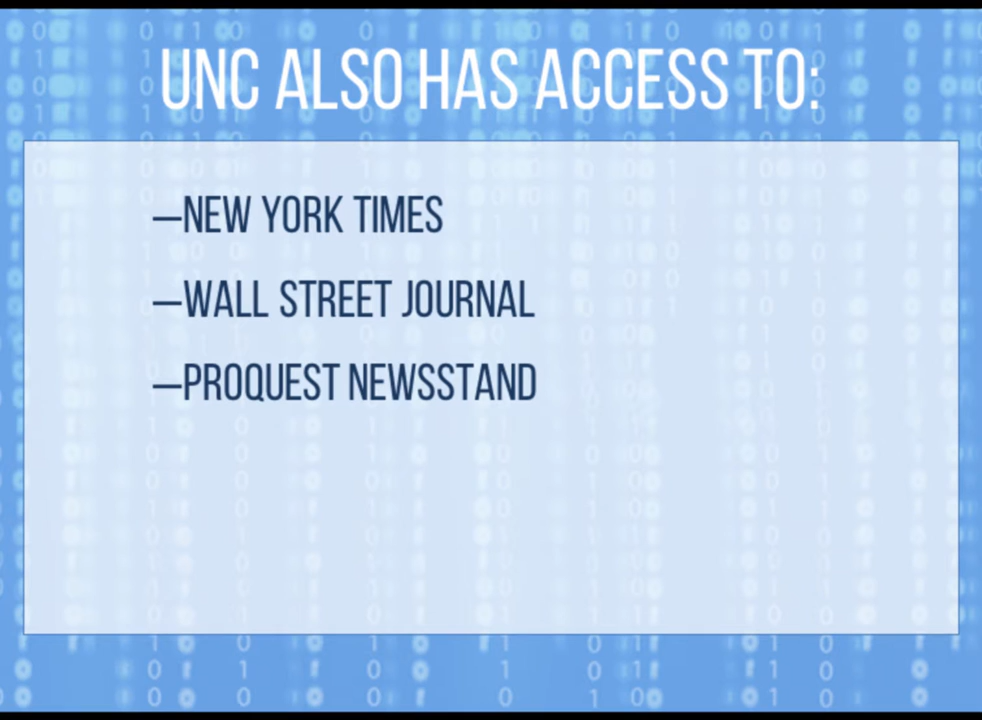 UNC ALSO HAS ACCESS TO:
–NEW YORK TIMES
–WALL STREET JOURNAL
–PROQUEST NEWSSTAND